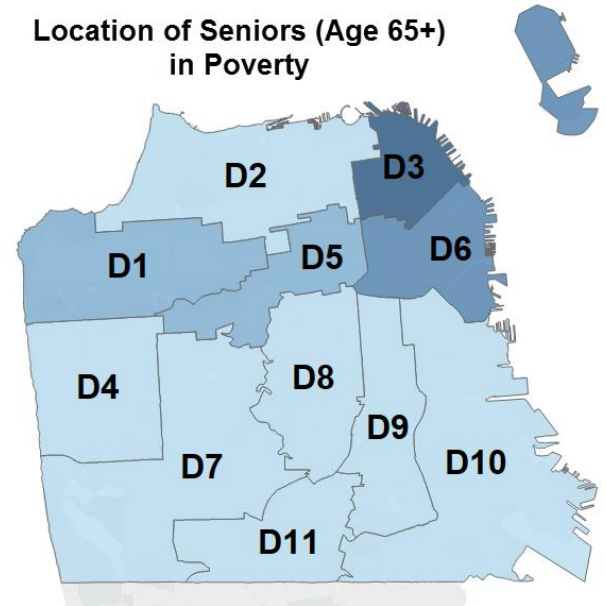 Location of Seniors (Age 65+)
in Poverty
D2
D3
D1
D5
D6
D4
D8
D9
D7
D10
D11